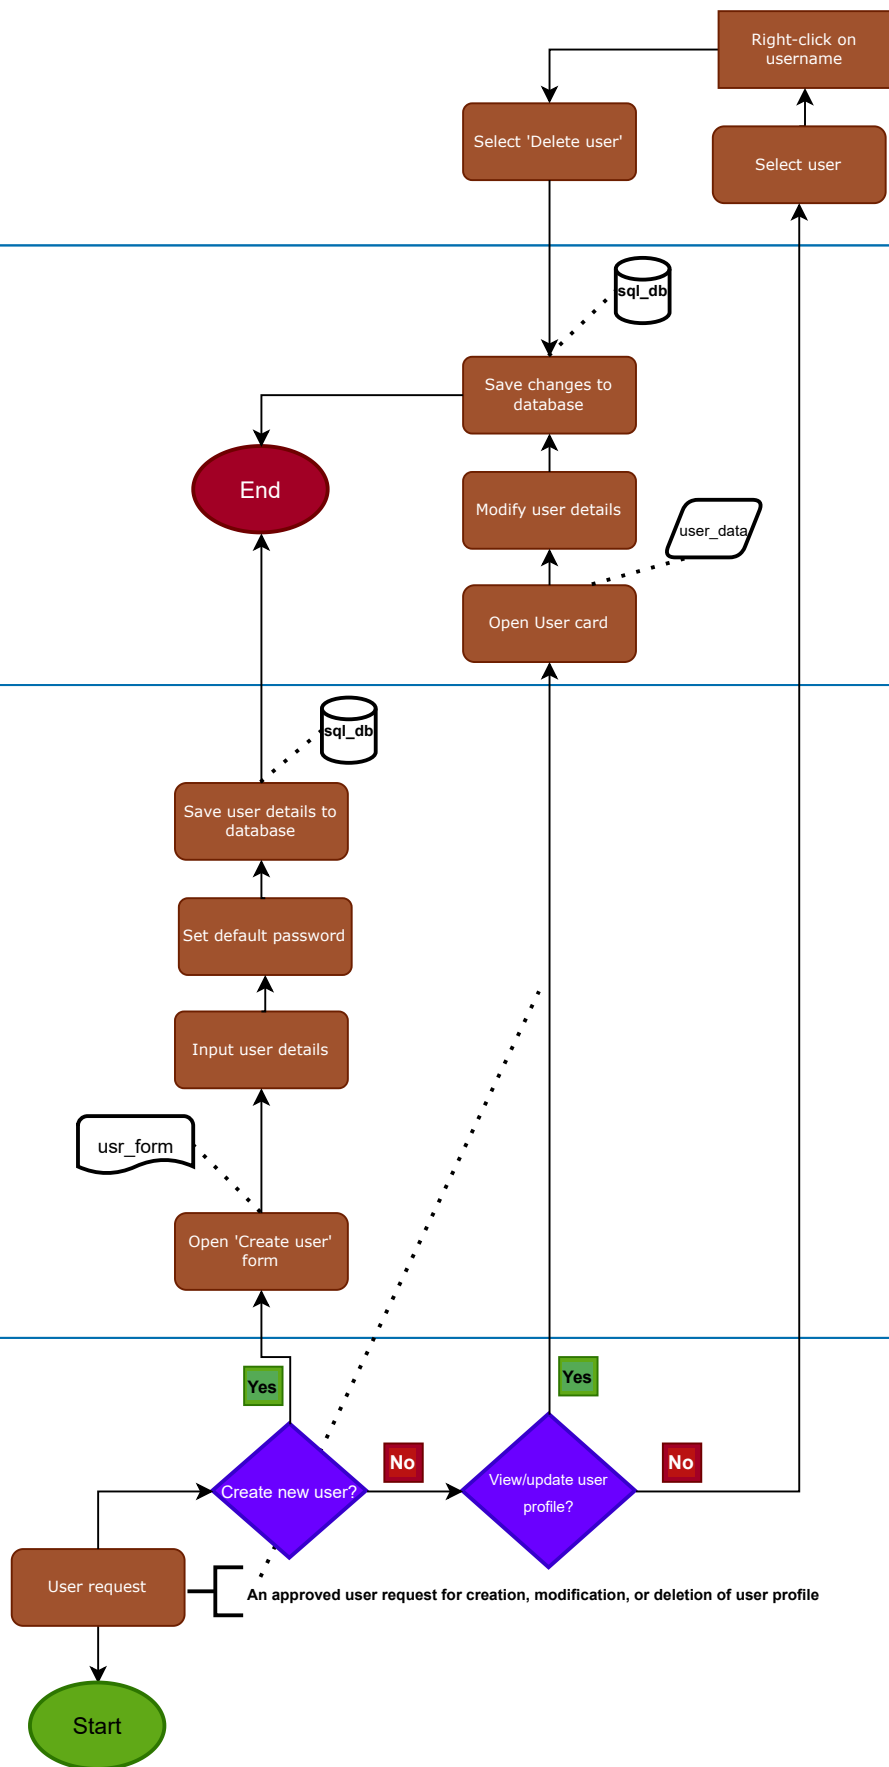 Right-click on
username
Select 'Delete user'
Select user
sql_db
Save changes to
database
End
Modify user details
user_data
Open User card
sql_db
Save user details to
database
Set default password
Input user details
usr_form
Open 'Create user'
form
Yes
Yes
No
No
Create new user?
View/update user
profile?
User request
An approved user request for creation, modification, or deletion of user profile
Start